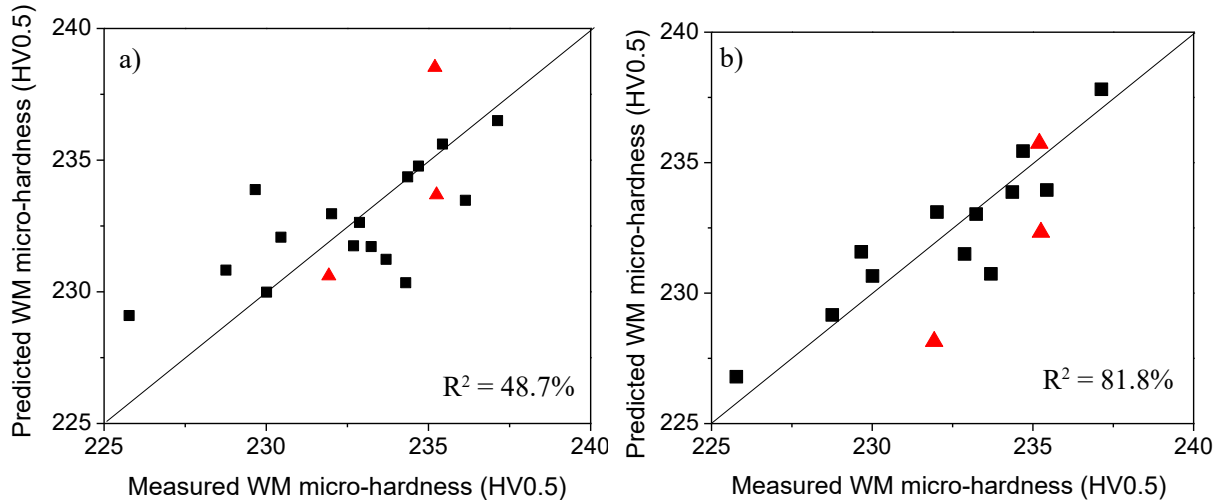 a)
Predicted WM micro-hardness (HV0.5)
240
235
230
225
R² = 48.7%
225
230
235
240
Measured WM micro-hardness (HV0.5)
b)
Predicted WM micro-hardness (HV0.5)
240
235
230
225
R² = 81.8%
225
230
235
240
Measured WM micro-hardness (HV0.5)